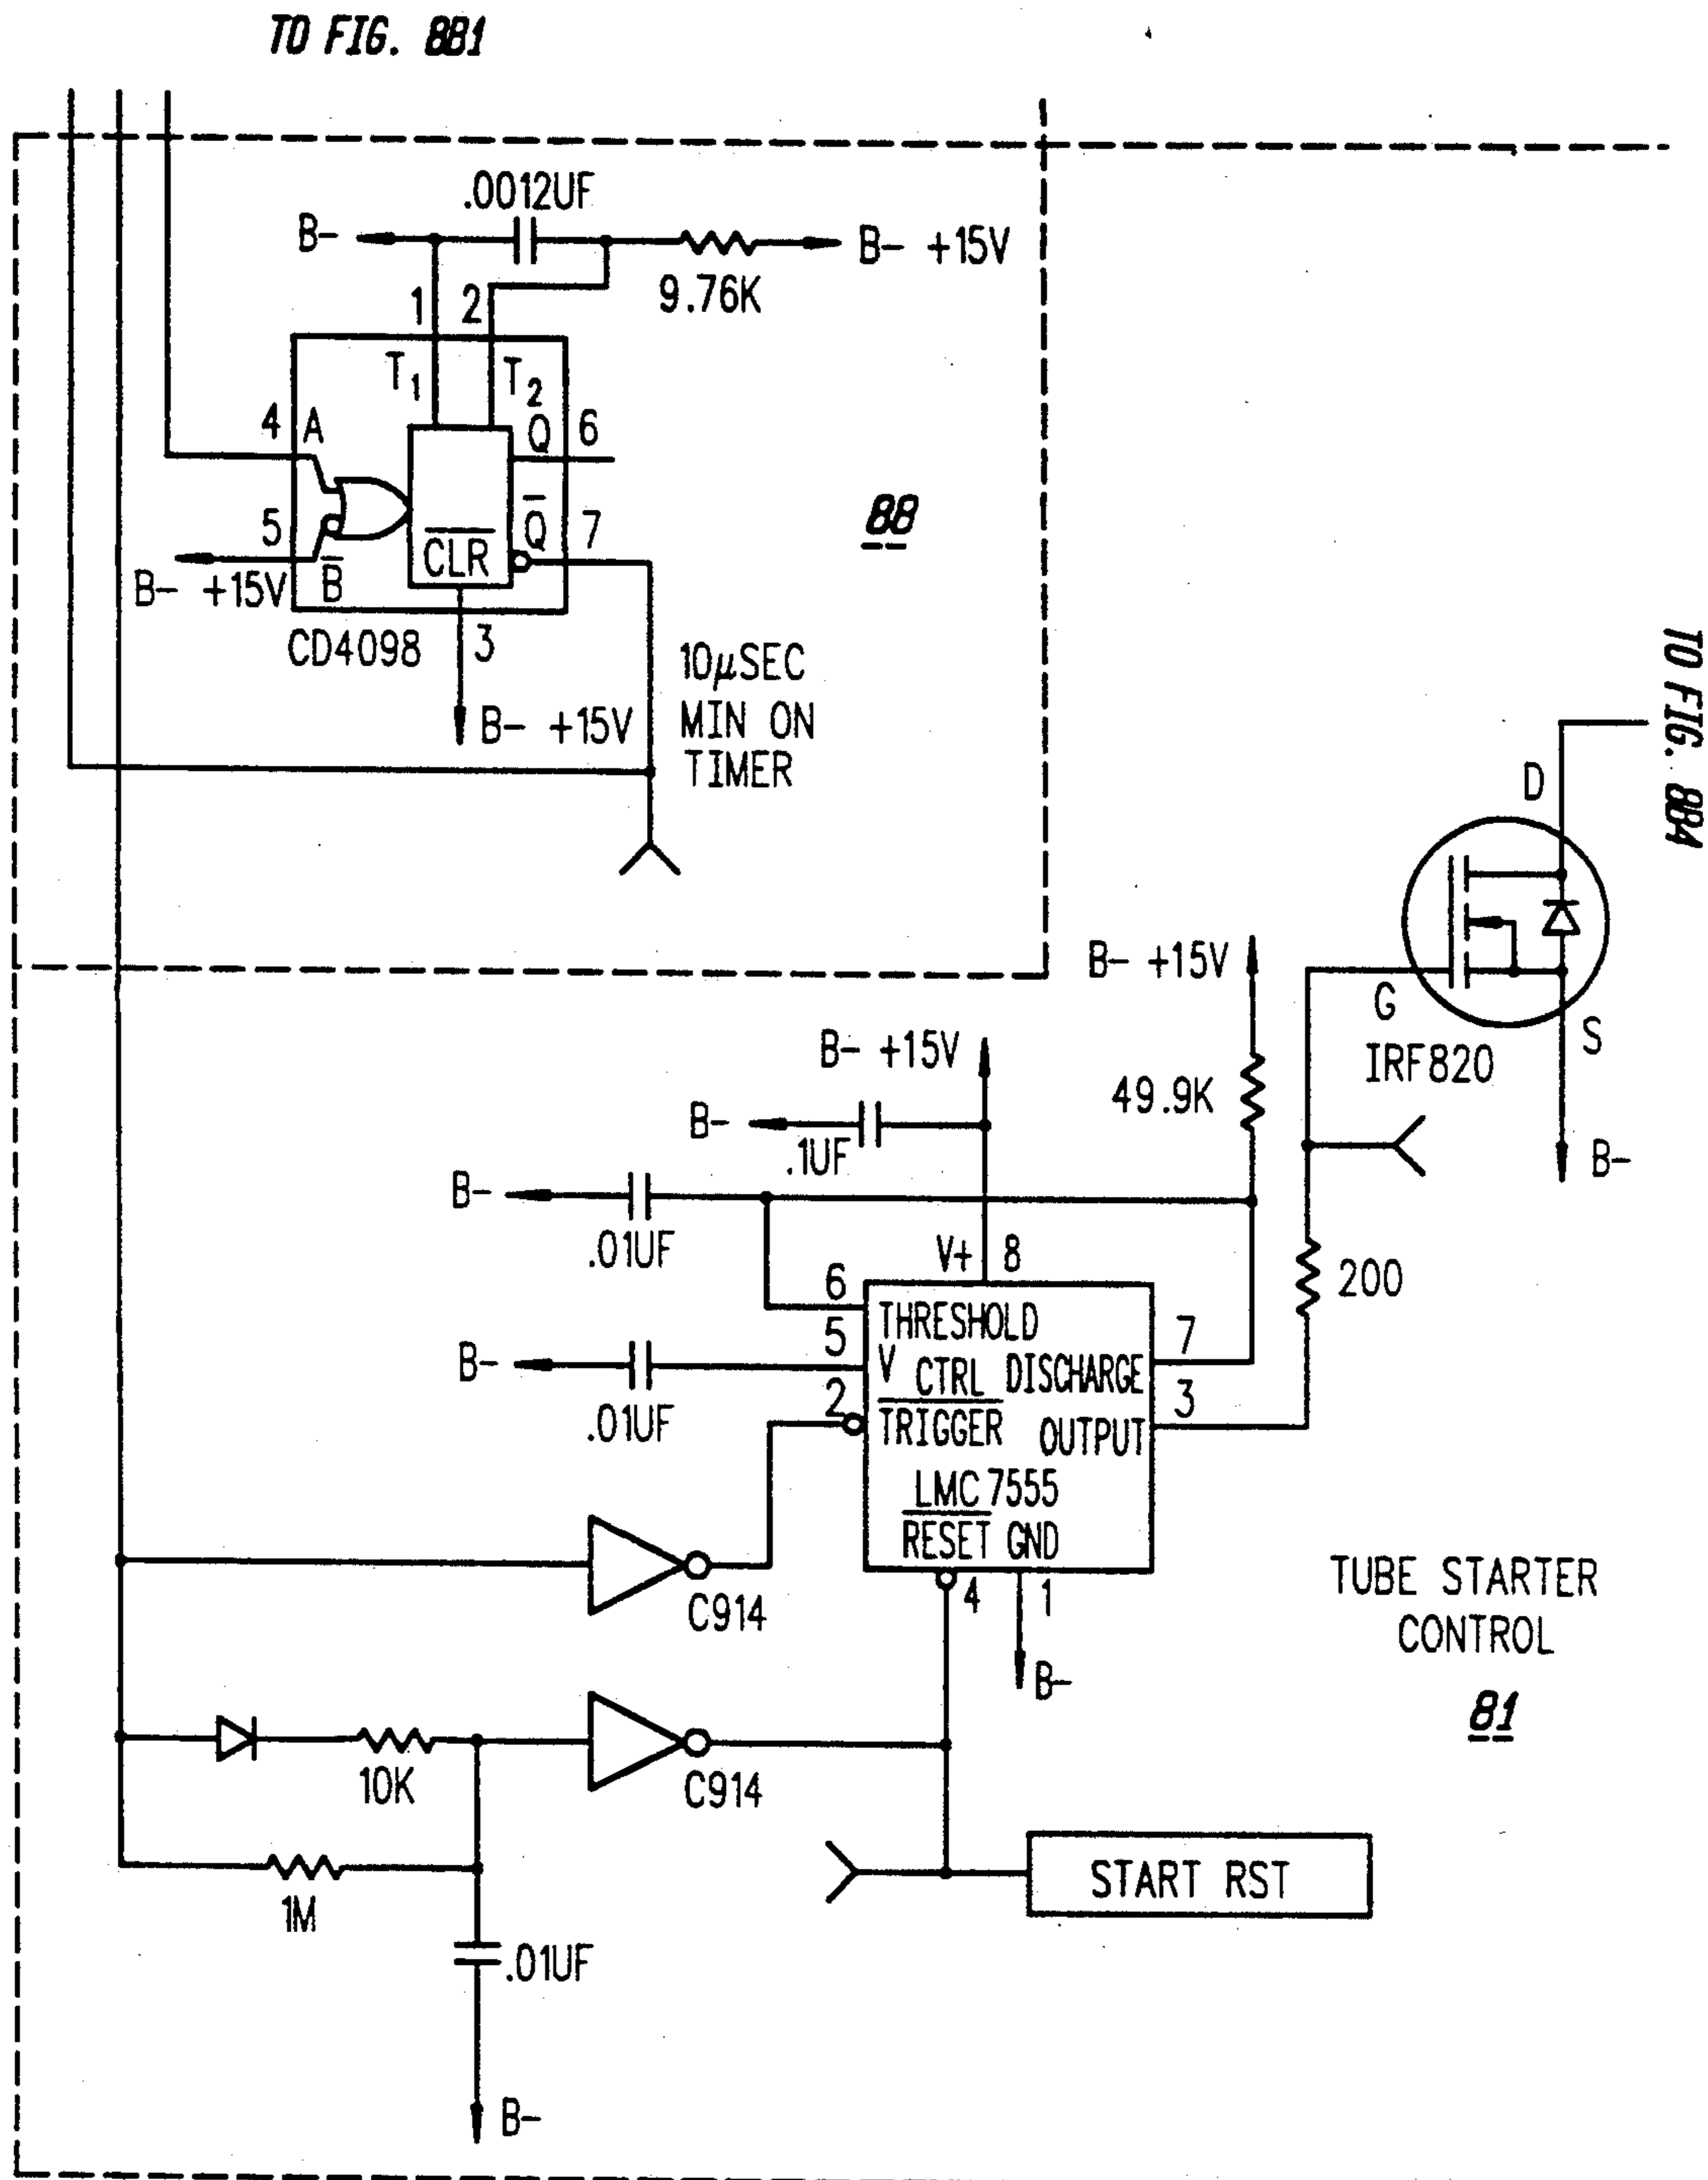 TO FIG. 8B1
.0012UF
B-
B- +15V
9.76K
1
2
T1
T2
4
A
Q
6
5
B
Q
7
CLR
B- +15V
CD4098
3
B- +15V
10μSEC
MIN ON
TIMER
88
TO FIG. 8B4
D
G
S
IRF820
B-
B- +15V
49.9K
B- +15V
B-
.1UF
B-
.01UF
V+
8
200
6
THRESHOLD
5
V CTRL
DISCHARGE
7
B-
.01UF
2
TRIGGER
OUTPUT
3
LMC7555
RESET
GND
4
1
B-
C914
TUBE STARTER
CONTROL
81
10K
C914
1M
START RST
.01UF
B-